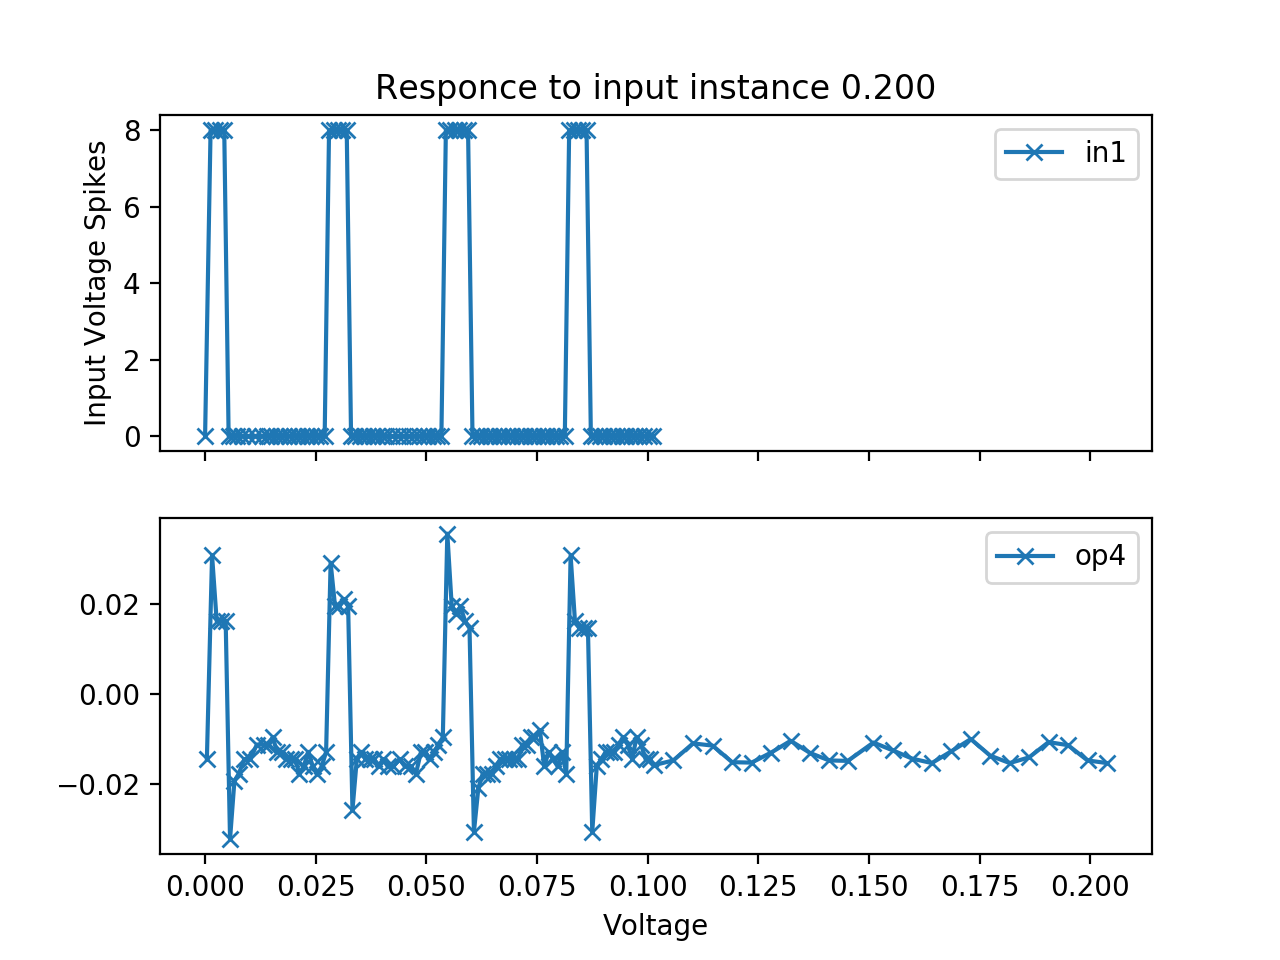 Responce to input instance 0.200
Input Voltage Spikes
8
6
4
2
0
in1
0.02
0.00
−0.02
op4
0.000 0.025 0.050 0.075 0.100 0.125 0.150 0.175 0.200
Voltage